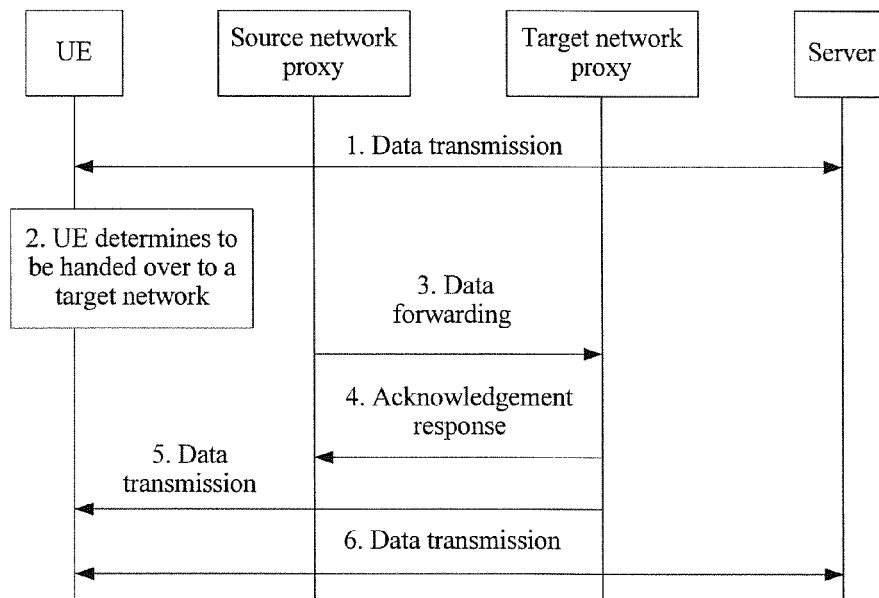 UE
Source network
proxy
Target network
proxy
Server
1. Data transmission
2. UE determines to
be handed over to a
target network
3. Data
forwarding
4. Acknowledgement
response
5. Data
transmission
6. Data transmission